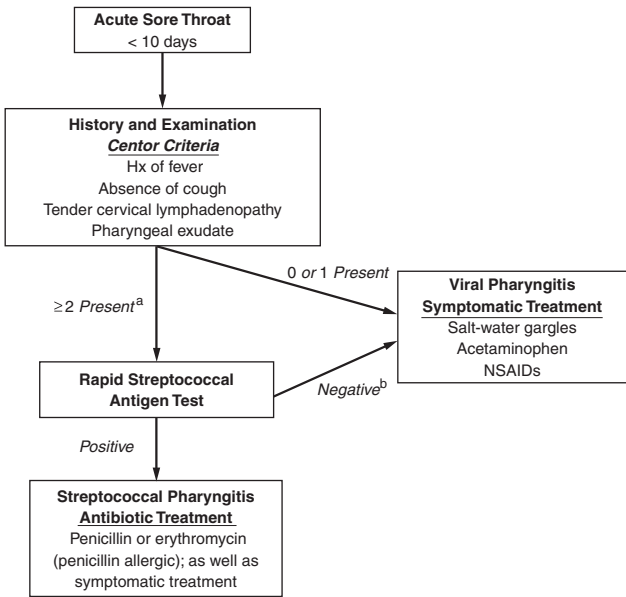 Acute Sore Throat
< 10 days
History and Examination
Centor Criteria
Hx of fever
Absence of cough
Tender cervical lymphadenopathy
Pharyngeal exudate
0 or 1 Present
≥2 Presentᵃ
Viral Pharyngitis
Symptomatic Treatment
Salt-water gargles
Acetaminophen
NSAIDs
Rapid Streptococcal
Antigen Test
Negativeᵇ
Positive
Streptococcal Pharyngitis
Antibiotic Treatment
Penicillin or erythromycin
(penicillin allergic); as well as
symptomatic treatment